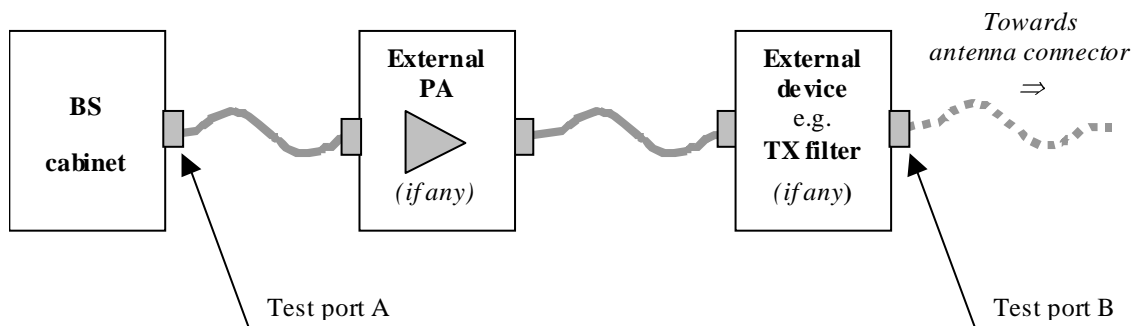 BS
cabinet
External
PA
(if any)
External
device
e.g.
TX filter
(if any)
Towards
antenna connector
⇒
Test port A
Test port B